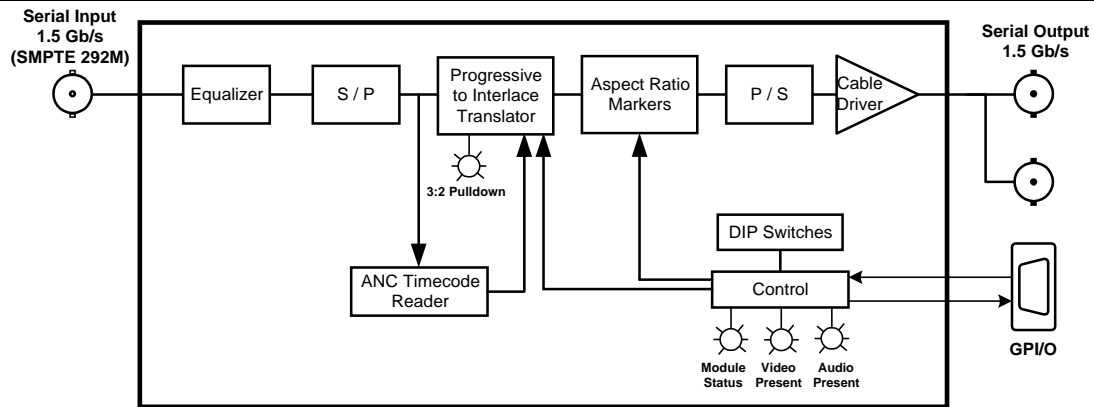 Serial Input
1.5 Gb/s
(SMPTE 292M)
Serial Output
1.5 Gb/s
Equalizer
S / P
Progressive
to Interlace
Translator
Aspect Ratio
Markers
P / S
Cable
Driver
3:2 Pulldown
DIP Switches
ANC Timecode
Reader
Control
GPI/O
Module
Status
Video
Present
Audio
Present